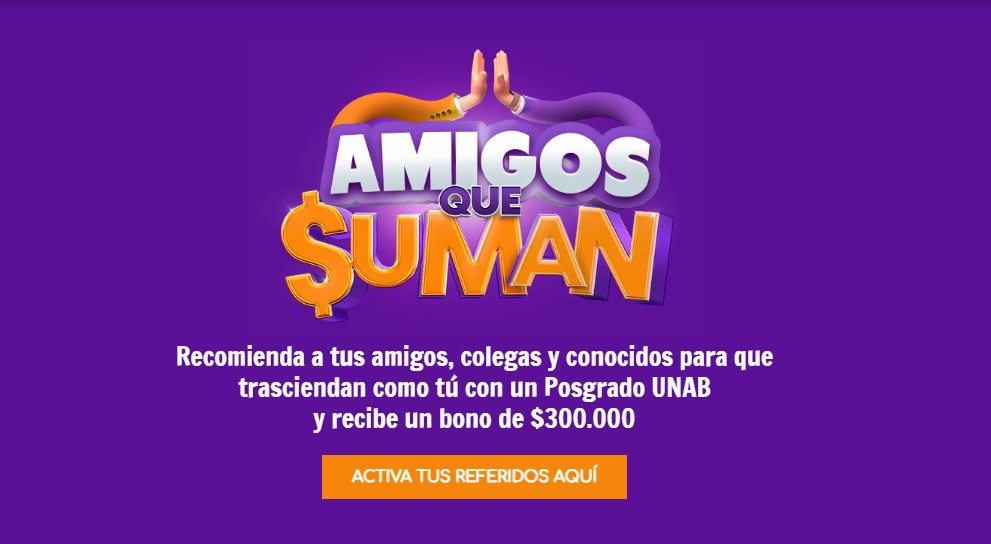 AMIGOS
QUE
$UMAN
Recomienda a tus amigos, colegas y conocidos para que
trasciendan como tú con un Posgrado UNAB
y recibe un bono de $300.000
ACTIVA TUS REFERIDOS AQUÍ